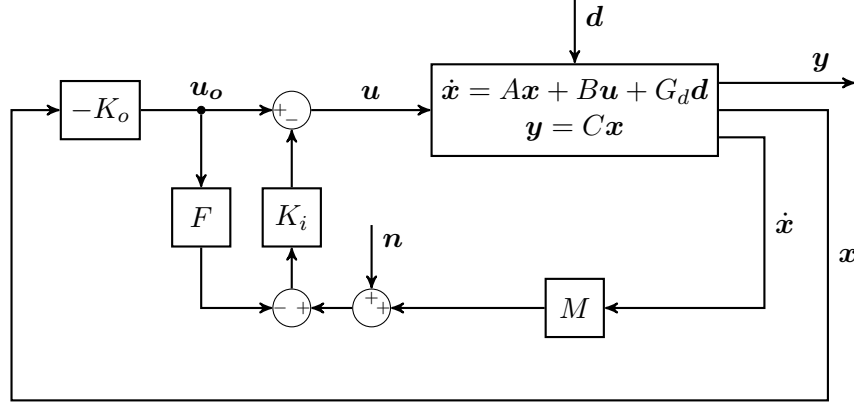 d
y
u_o
u
−K_o
+
−
ẋ = Ax + Bu + G_d d
y = Cx
F
K_i
n
ẋ
x
−
+
+
+
M